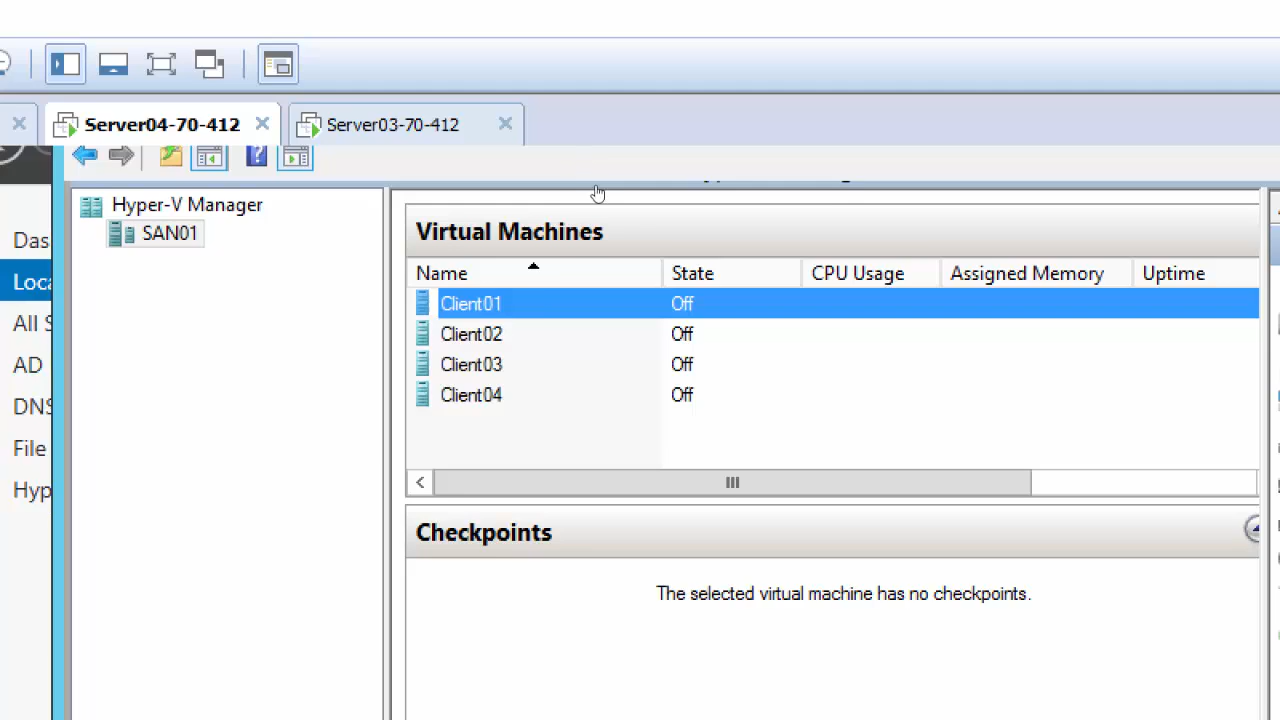 Server04-70-412
Server03-70-412
Hyper-V Manager
SAN01
Virtual Machines
Name State CPU Usage Assigned Memory Uptime
Client01 Off
Client02 Off
Client03 Off
Client04 Off
Checkpoints
The selected virtual machine has no checkpoints.
Das
Loca
All S
AD
DNS
File
Hyp